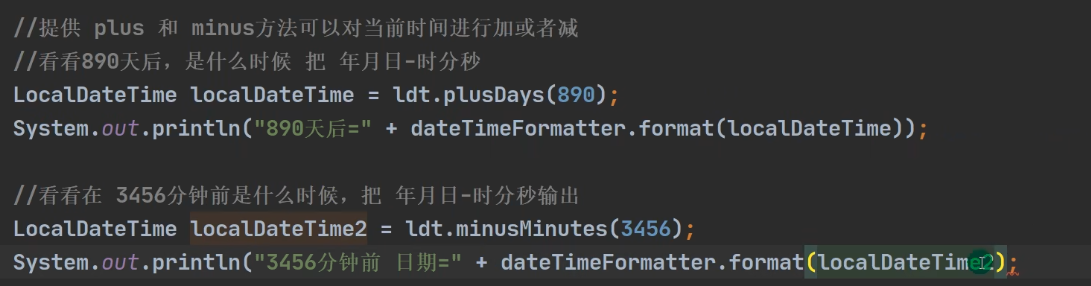 //提供 plus 和 minus方法可以对当前时间进行加或者减
//看看890天后，是什么时候 把 年月日-时分秒
LocalDateTime localDateTime = ldt.plusDays(890);
System.out.println("890天后=" + dateTimeFormatter.format(localDateTime));
//看看在 3456分钟前是什么时候，把 年月日-时分秒输出
LocalDateTime localDateTime2 = ldt.minusMinutes(3456);
System.out.println("3456分钟前 日期=" + dateTimeFormatter.format(localDateTime2);